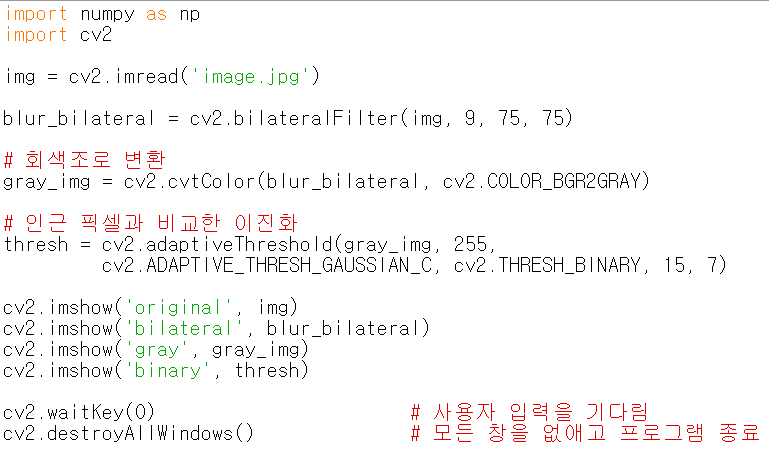 import numpy as np
import cv2
img = cv2.imread('image.jpg')
blur_bilateral = cv2.bilateralFilter(img, 9, 75, 75)
# 회색조로 변환
gray_img = cv2.cvtColor(blur_bilateral, cv2.COLOR_BGR2GRAY)
# 인근 픽셀과 비교한 이진화
thresh = cv2.adaptiveThreshold(gray_img, 255,
cv2.ADAPTIVE_THRESH_GAUSSIAN_C, cv2.THRESH_BINARY, 15, 7)
cv2.imshow('original', img)
cv2.imshow('bilateral', blur_bilateral)
cv2.imshow('gray', gray_img)
cv2.imshow('binary', thresh)
cv2.waitKey(0) # 사용자 입력을 기다림
cv2.destroyAllWindows() # 모든 창을 없애고 프로그램 종료